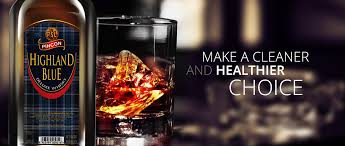 PINCON
HIGHLAND
BLUE
MAKE A CLEANER
AND HEALTHIER
CHOICE